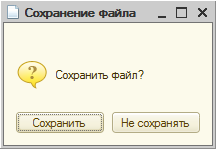 Сохранение файла
Сохранить файл?
Сохранить
Не сохранять